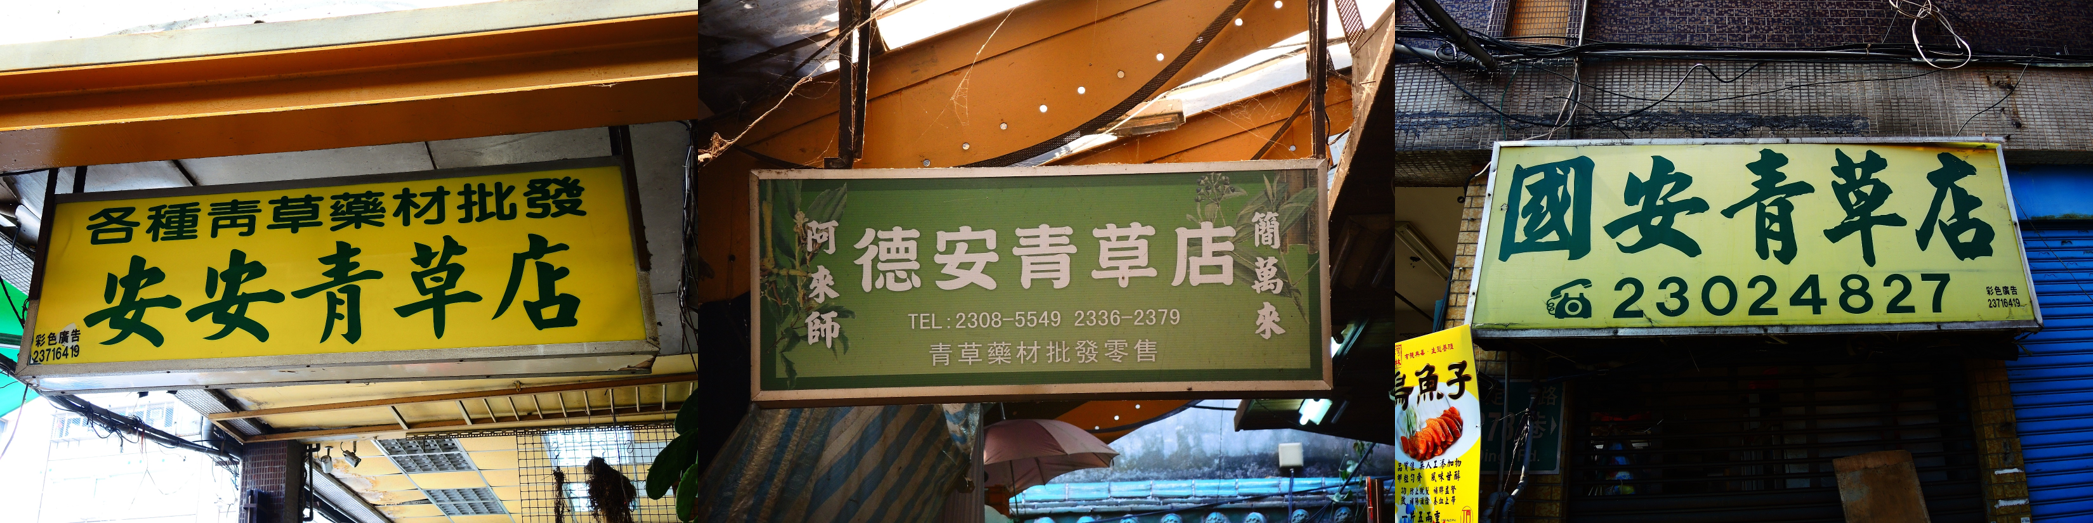 各種青草藥材批發
安安青草店
彩色廣告
23716419
阿來師
德安青草店
簡萬來
TEL:2308-5549 2336-2379
青草藥材批發零售
國安青草店
☎23024827
彩色廣告
23716419
魚子